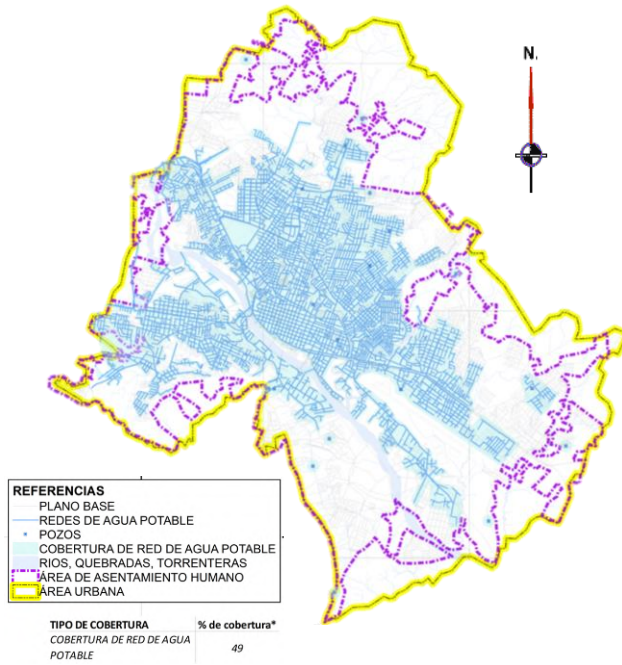 N.
REFERENCIAS
PLANO BASE
REDES DE AGUA POTABLE
POZOS
COBERTURA DE RED DE AGUA POTABLE
RIOS, QUEBRADAS, TORRENTERAS
ÁREA DE ASENTAMIENTO HUMANO
ÁREA URBANA
TIPO DE COBERTURA % de cobertura*
COBERTURA DE RED DE AGUA
POTABLE 49